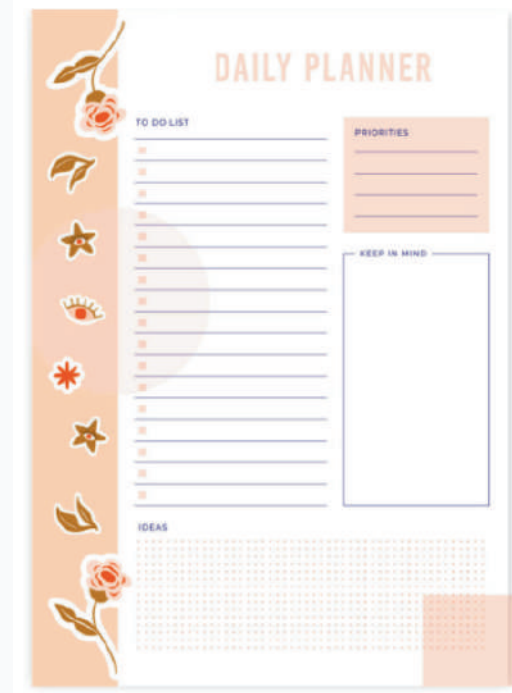 DAILY PLANNER
TO DO LIST
PRIORITIES
KEEP IN MIND
IDEAS